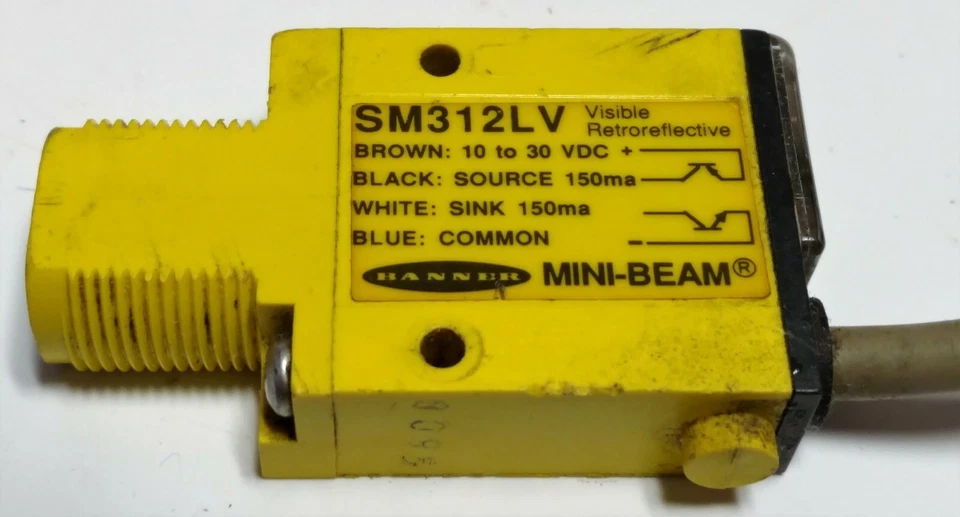 SM312LV Visible Retroreflective
BROWN: 10 to 30 VDC +
BLACK: SOURCE 150ma
WHITE: SINK 150ma
BLUE: COMMON -
BANNER MINI-BEAM®